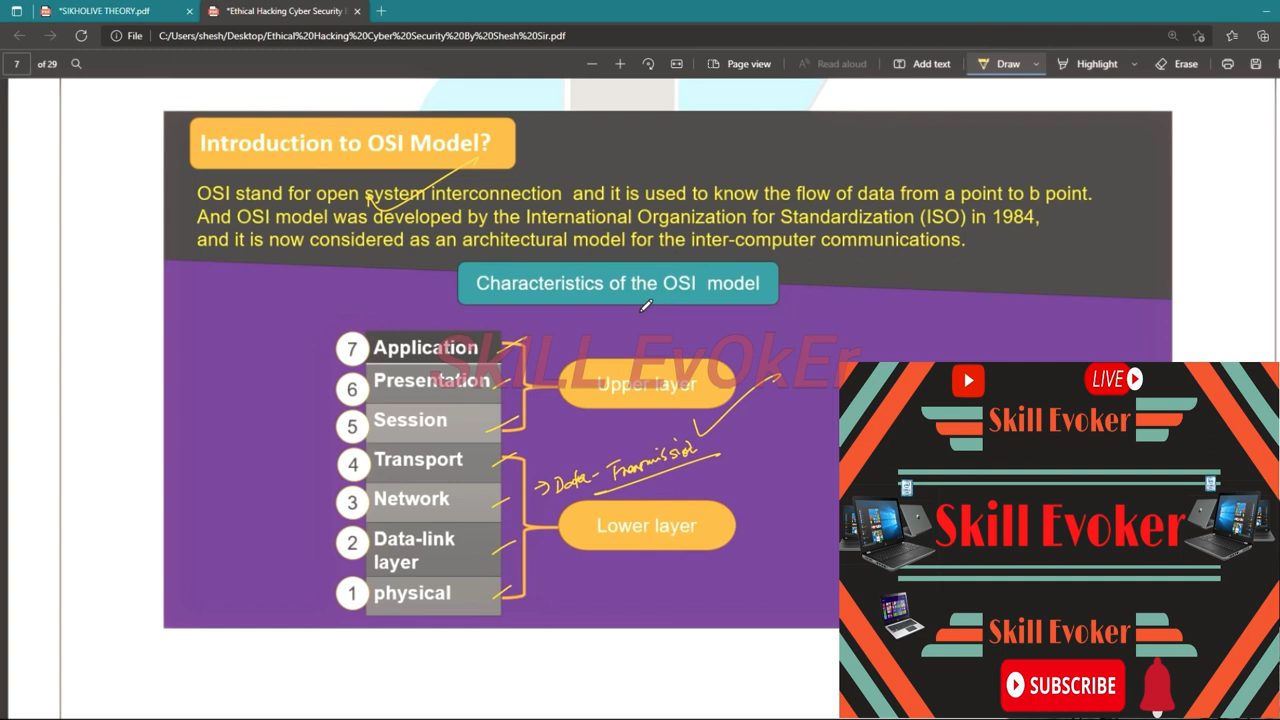 *SIKHOLIVE THEORY.pdf
*Ethical Hacking Cyber Security
File
C:/Users/shesh/Desktop/Ethical%20Hacking%20Cyber%20Security%20By%20Shesh%20Sir.pdf
7
of 29
Page view
Read aloud
Add text
Draw
Highlight
Erase
Introduction to OSI Model?
OSI stand for open system interconnection and it is used to know the flow of data from a point to b point.
And OSI model was developed by the International Organization for Standardization (ISO) in 1984,
and it is now considered as an architectural model for the inter-computer communications.
Characteristics of the OSI model
7 Application
6 Presentation
5 Session
4 Transport
3 Network
2 Data-link
layer
1 physical
Upper layer
→ Data - Transmission
Lower layer
SKILL EvOKEr
LIVE
Skill Evoker
Skill Evoker
Skill Evoker
SUBSCRIBE